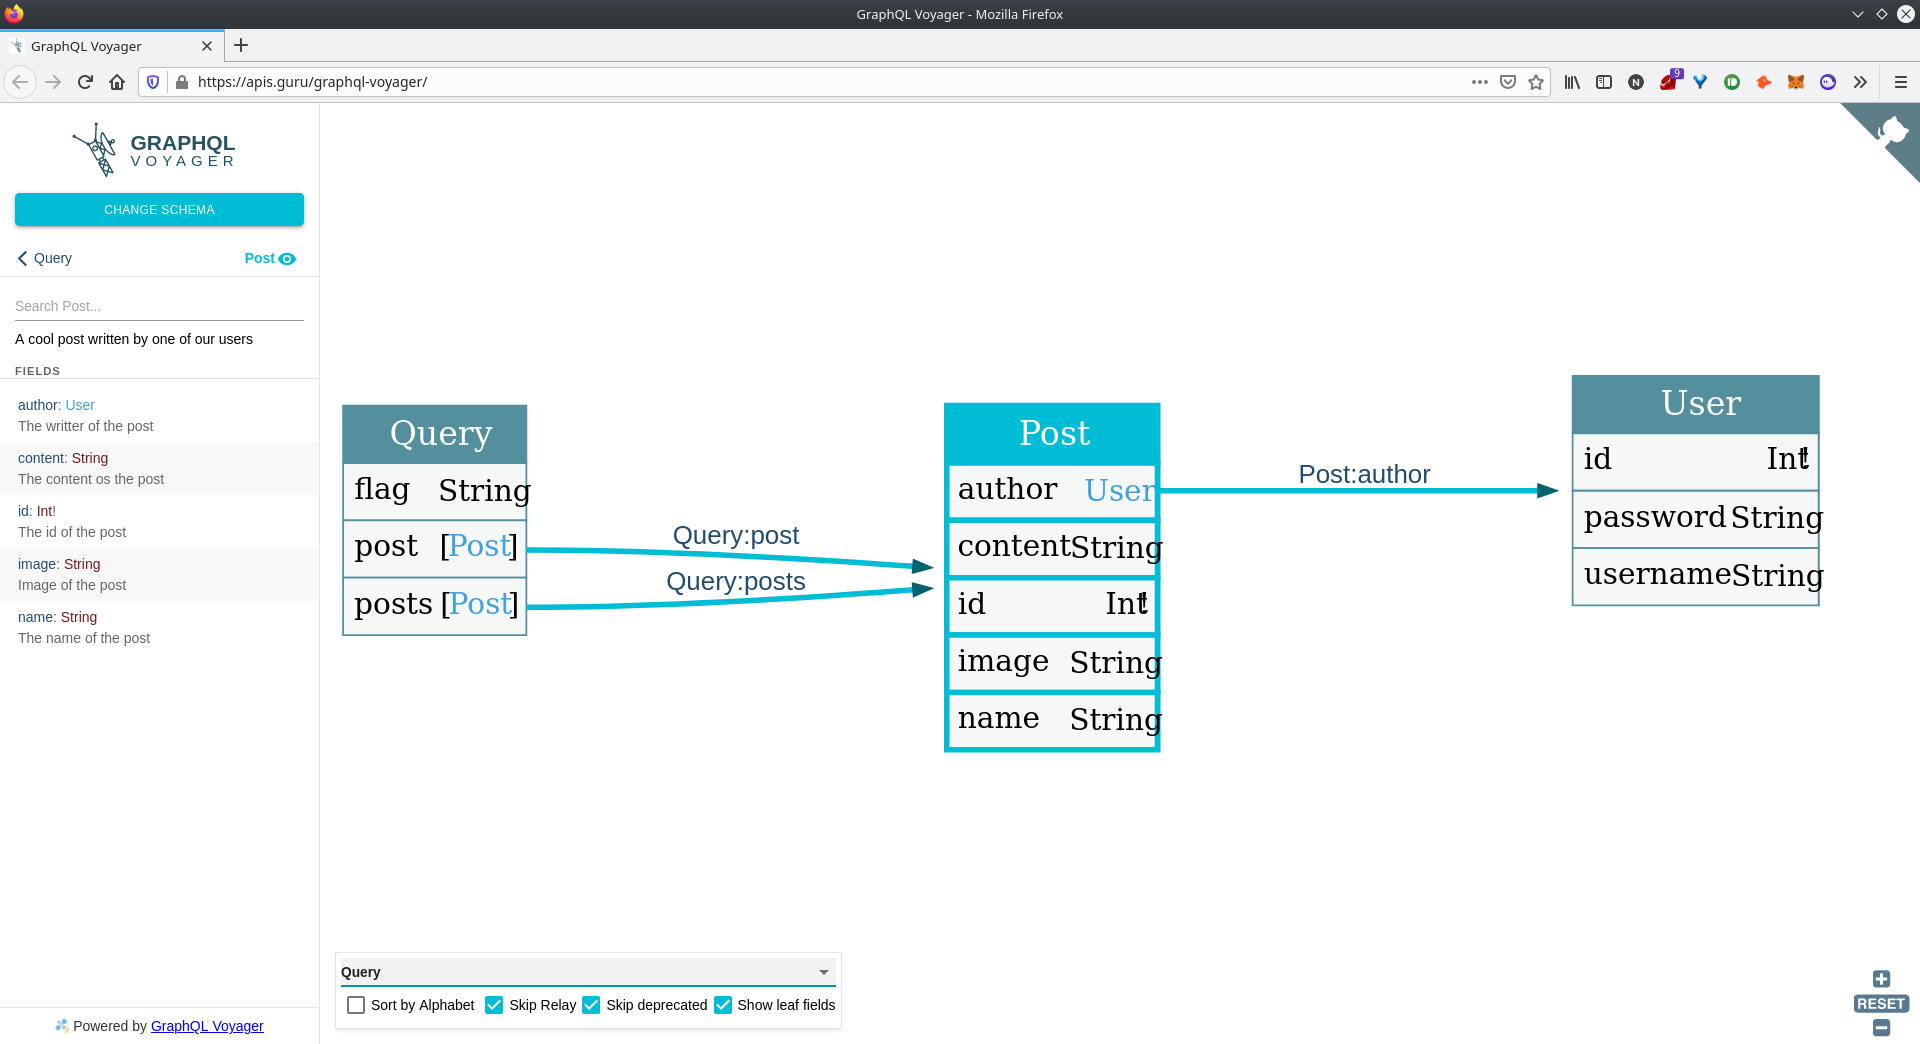 GraphQL Voyager - Mozilla Firefox
GraphQL Voyager
https://apis.guru/graphql-voyager/
9
GRAPHQL
VOYAGER
CHANGE SCHEMA
Query
Post
Search Post...
A cool post written by one of our users
FIELDS
author: User
The writter of the post
content: String
The content os the post
id: Int!
The id of the post
image: String
Image of the post
name: String
The name of the post
Powered by GraphQL Voyager
Query
flag String
post [Post]
posts [Post]
Query:post
Query:posts
Post
author User
content String
id Int!
image String
name String
Post:author
User
id Int!
password String
username String
Query
Sort by Alphabet Skip Relay Skip deprecated Show leaf fields
RESET